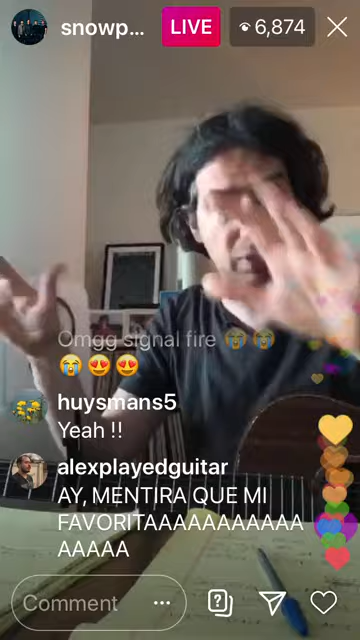 snowp...
LIVE
6,874
Omgg signal fire 😭 😭
😭 😍 😍
huysmans5
Yeah !!
alexplayedguitar
AY, MENTIRA QUE MI
FAVORITAAAAAAAAAAA
AAAAA
Comment